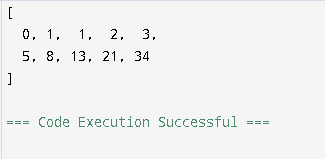 [
  0, 1,  1,  2,  3,
  5, 8, 13, 21, 34
]
=== Code Execution Successful ===